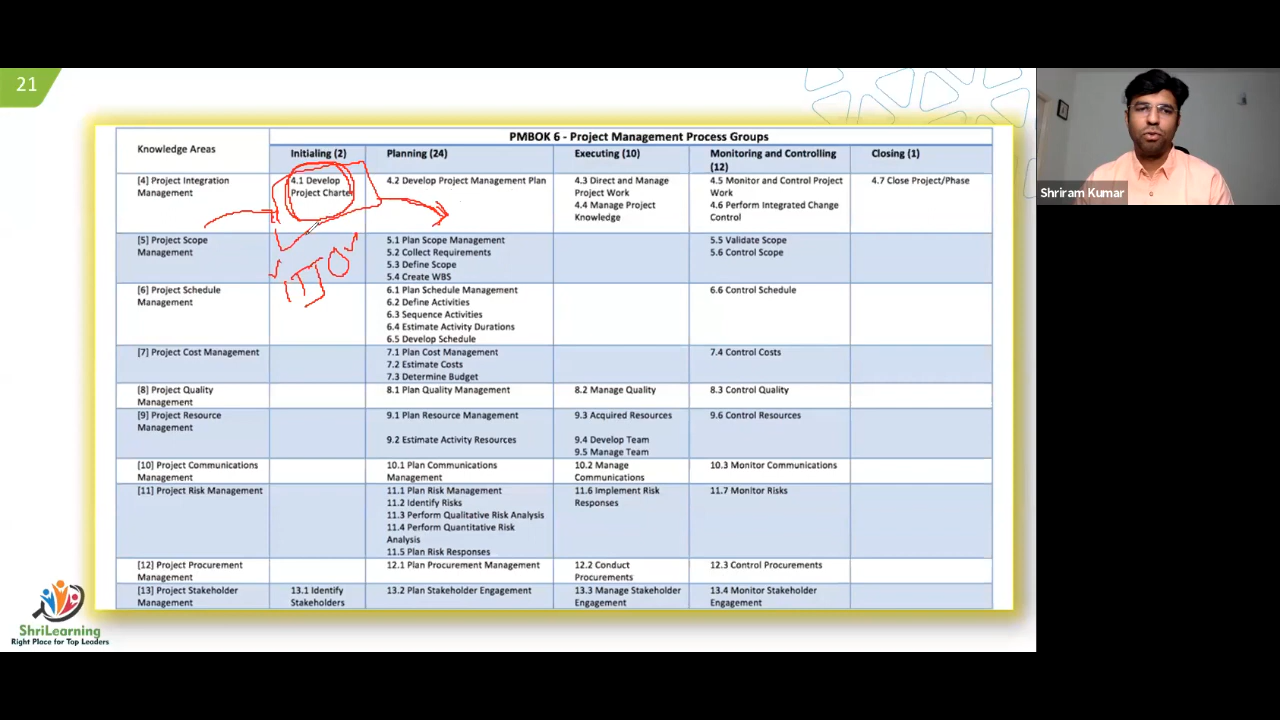 21
PMBOK 6 - Project Management Process Groups
Knowledge Areas
Initialing (2)
Planning (24)
Executing (10)
Monitoring and Controlling
(12)
Closing (1)
[4] Project Integration
Management
4.1 Develop
Project Charter
4.2 Develop Project Management Plan
4.3 Direct and Manage
Project Work
4.4 Manage Project
Knowledge
4.5 Monitor and Control Project
Work
4.6 Perform Integrated Change
Control
4.7 Close Project/Phase
[5] Project Scope
Management
5.1 Plan Scope Management
5.2 Collect Requirements
5.3 Define Scope
5.4 Create WBS
5.5 Validate Scope
5.6 Control Scope
ITTO
[6] Project Schedule
Management
6.1 Plan Schedule Management
6.2 Define Activities
6.3 Sequence Activities
6.4 Estimate Activity Durations
6.5 Develop Schedule
6.6 Control Schedule
[7] Project Cost Management
7.1 Plan Cost Management
7.2 Estimate Costs
7.3 Determine Budget
7.4 Control Costs
[8] Project Quality
Management
8.1 Plan Quality Management
8.2 Manage Quality
8.3 Control Quality
[9] Project Resource
Management
9.1 Plan Resource Management
9.2 Estimate Activity Resources
9.3 Acquired Resources
9.4 Develop Team
9.5 Manage Team
9.6 Control Resources
[10] Project Communications
Management
10.1 Plan Communications
Management
10.2 Manage
Communications
10.3 Monitor Communications
[11] Project Risk Management
11.1 Plan Risk Management
11.2 Identify Risks
11.3 Perform Qualitative Risk Analysis
11.4 Perform Quantitative Risk
Analysis
11.5 Plan Risk Responses
11.6 Implement Risk
Responses
11.7 Monitor Risks
[12] Project Procurement
Management
12.1 Plan Procurement Management
12.2 Conduct
Procurements
12.3 Control Procurements
[13] Project Stakeholder
Management
13.1 Identify
Stakeholders
13.2 Plan Stakeholder Engagement
13.3 Manage Stakeholder
Engagement
13.4 Monitor Stakeholder
Engagement
ShriLearning
Right Place for Top Leaders
Shriram Kumar